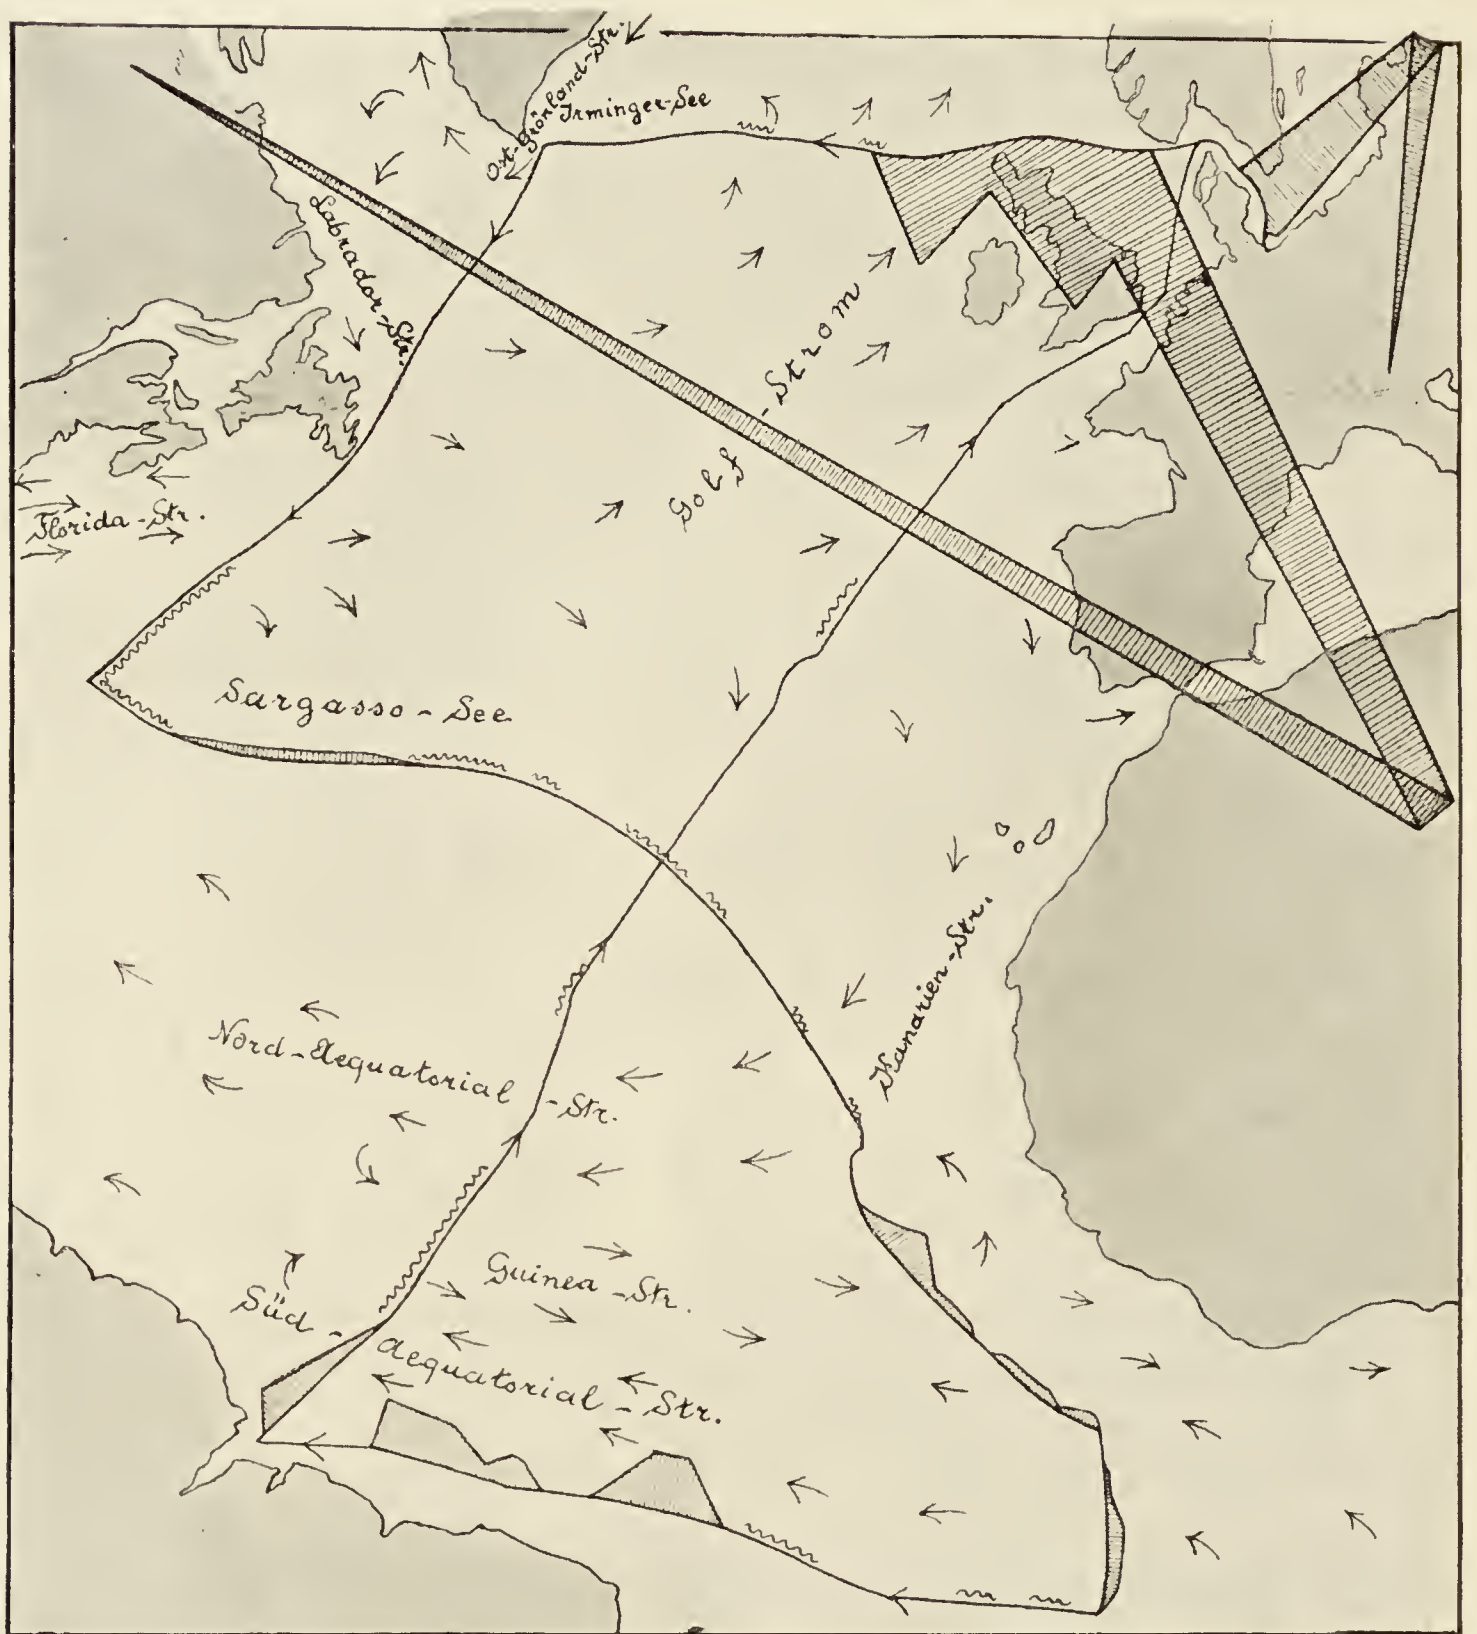 Ost-Grönland-Str.
Irminger-See
Labrador-Str.
Golf-Strom
Florida-Str.
Sargasso-See
Kanarien-Str.
Nord-Aequatorial-Str.
Guinea-Str.
Süd-Aequatorial-Str.